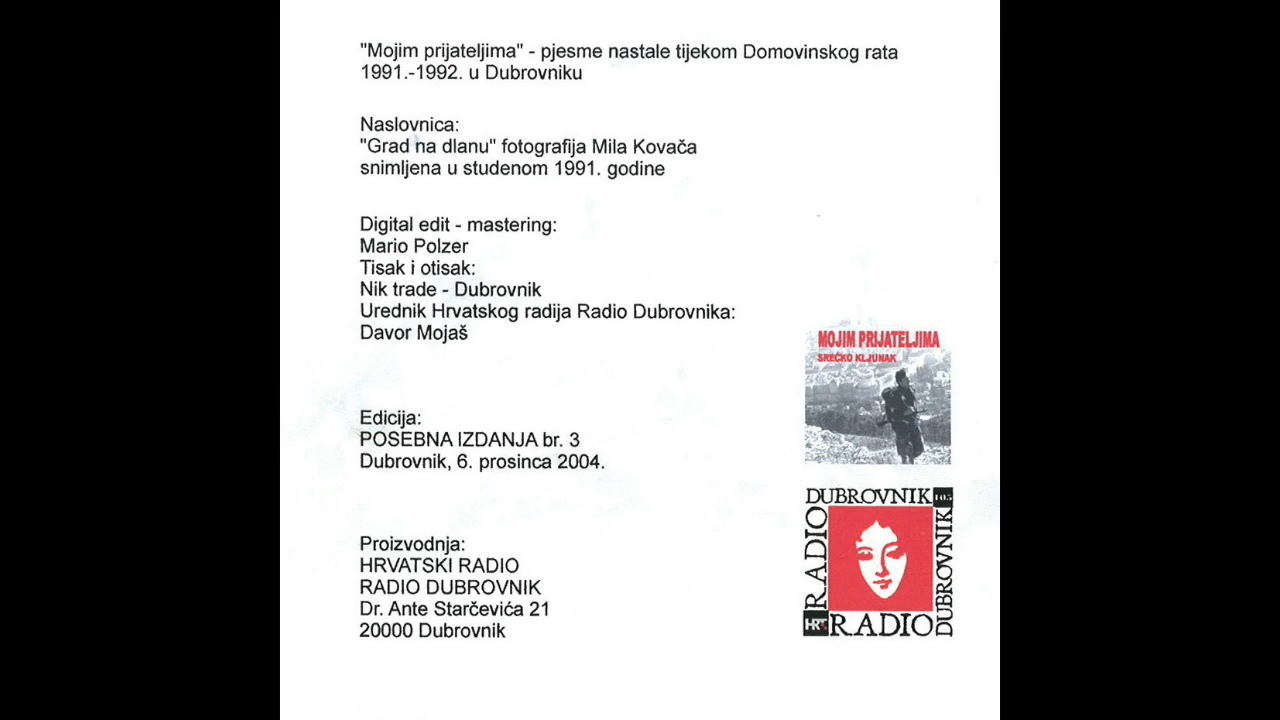 "Mojim prijateljima" - pjesme nastale tijekom Domovinskog rata
1991.-1992. u Dubrovniku
Naslovnica:
"Grad na dlanu" fotografija Mila Kovača
snimljena u studenom 1991. godine
Digital edit - mastering:
Mario Polzer
Tisak i otisak:
Nik trade - Dubrovnik
Urednik Hrvatskog radija Radio Dubrovnika:
Davor Mojaš
MOJIM PRIJATELJIMA
SREĆKO KLJUNAK
Edicija:
POSEBNA IZDANJA br. 3
Dubrovnik, 6. prosinca 2004.
Proizvodnja:
HRVATSKI RADIO
RADIO DUBROVNIK
Dr. Ante Starčevića 21
20000 Dubrovnik
DUBROVNIK
RADIO
DUBROVNIK
HRT
RADIO